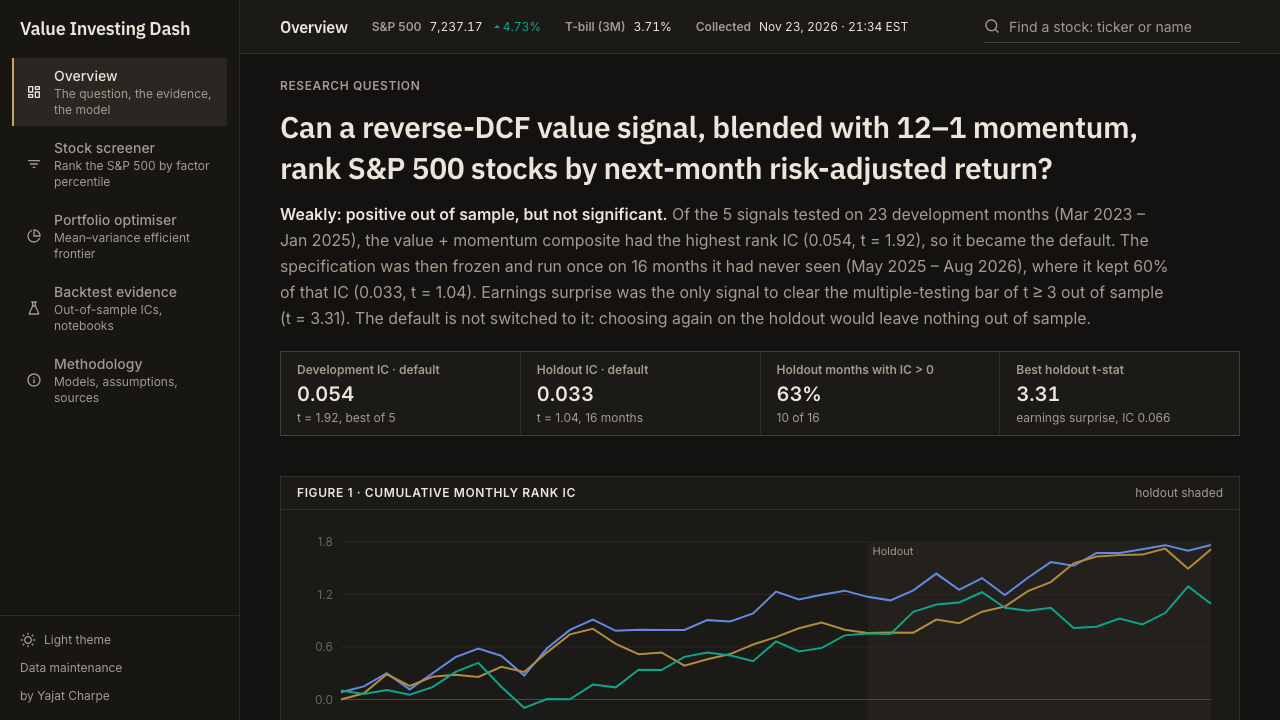 Value Investing Dash
Overview
The question, the evidence,
the model
Stock screener
Rank the S&P 500 by factor
percentile
Portfolio optimiser
Mean–variance efficient
frontier
Backtest evidence
Out-of-sample ICs,
notebooks
Methodology
Models, assumptions,
sources
Light theme
Data maintenance
by Yajat Charpe
Overview S&P 500 7,237.17 4.73% T-bill (3M) 3.71% Collected Nov 23, 2026 · 21:34 EST Find a stock: ticker or name
RESEARCH QUESTION
Can a reverse-DCF value signal, blended with 12–1 momentum,
rank S&P 500 stocks by next-month risk-adjusted return?
Weakly: positive out of sample, but not significant. Of the 5 signals tested on 23 development months (Mar 2023 –
Jan 2025), the value + momentum composite had the highest rank IC (0.054, t = 1.92), so it became the default. The
specification was then frozen and run once on 16 months it had never seen (May 2025 – Aug 2026), where it kept 60%
of that IC (0.033, t = 1.04). Earnings surprise was the only signal to clear the multiple-testing bar of t ≥ 3 out of sample
(t = 3.31). The default is not switched to it: choosing again on the holdout would leave nothing out of sample.
Development IC · default
0.054
t = 1.92, best of 5
Holdout IC · default
0.033
t = 1.04, 16 months
Holdout months with IC > 0
63%
10 of 16
Best holdout t-stat
3.31
earnings surprise, IC 0.066
FIGURE 1 · CUMULATIVE MONTHLY RANK IC holdout shaded
Holdout
1.8
1.2
0.6
0.0